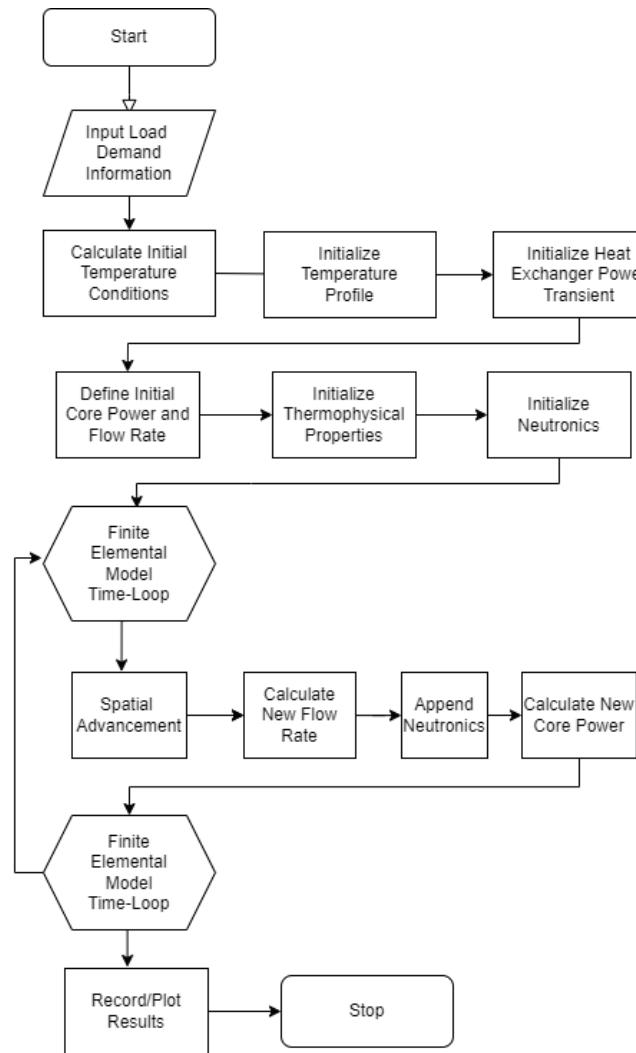 Start
Input Load
Demand
Information
Calculate Initial
Temperature
Conditions
Initialize
Temperature
Profile
Initialize Heat
Exchanger Powe
Transient
Define Initial
Core Power and
Flow Rate
Initialize
Thermophysical
Properties
Initialize
Neutronics
Finite
Elemental
Model
Time-Loop
Spatial
Advancement
Calculate
New Flow
Rate
Append
Neutronics
Calculate New
Core Power
Finite
Elemental
Model
Time-Loop
Record/Plot
Results
Stop